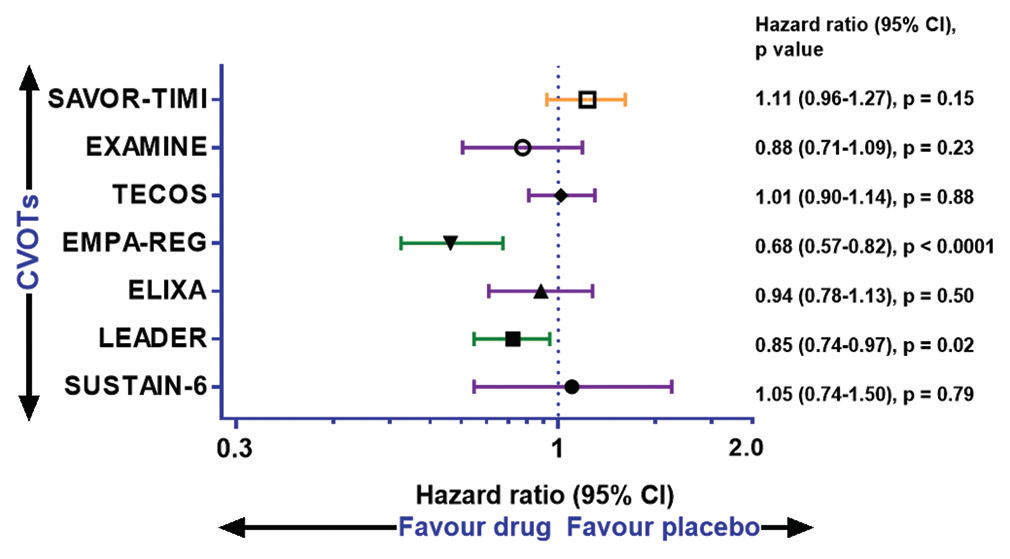 Hazard ratio (95% CI),
p value
CVOTs
SAVOR-TIMI 1.11 (0.96-1.27), p = 0.15
EXAMINE 0.88 (0.71-1.09), p = 0.23
TECOS 1.01 (0.90-1.14), p = 0.88
EMPA-REG 0.68 (0.57-0.82), p < 0.0001
ELIXA 0.94 (0.78-1.13), p = 0.50
LEADER 0.85 (0.74-0.97), p = 0.02
SUSTAIN-6 1.05 (0.74-1.50), p = 0.79
0.3 1 2.0
Hazard ratio (95% CI)
Favour drug Favour placebo